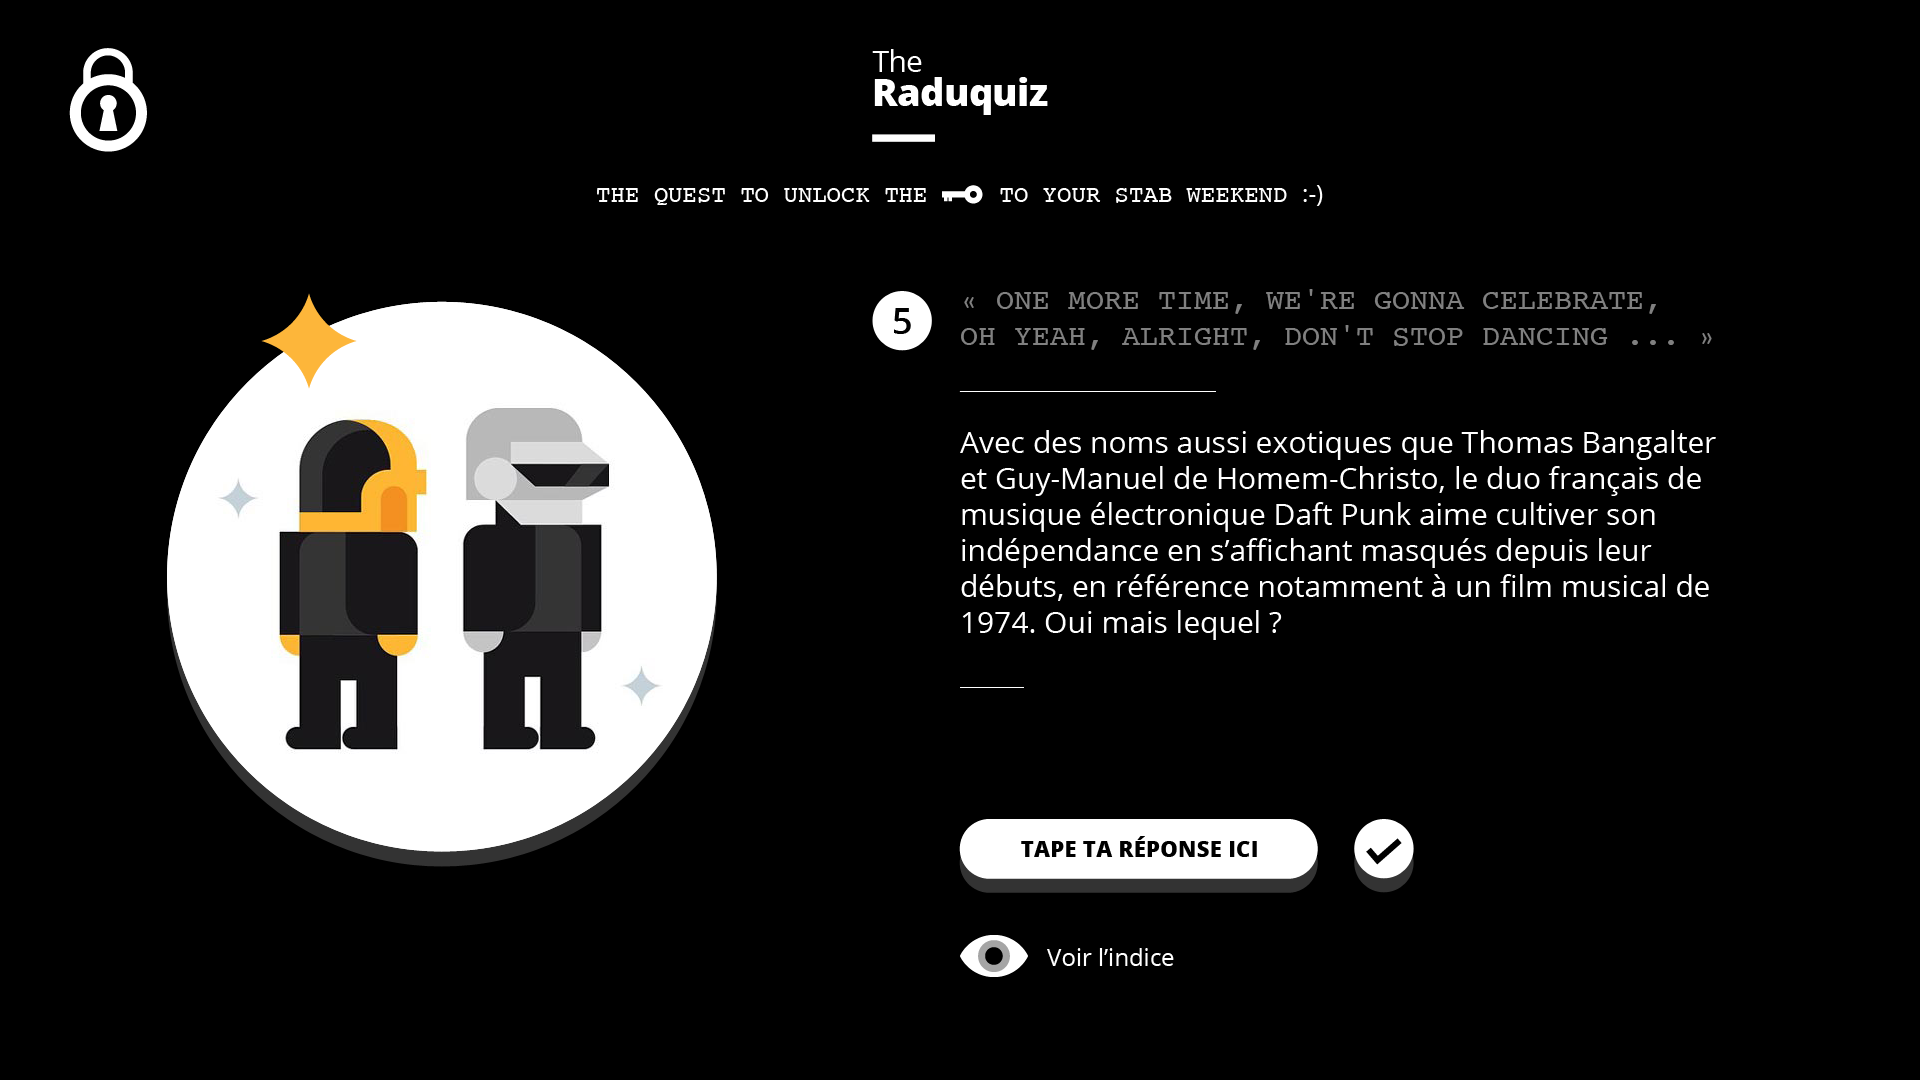 The
Raduquiz
THE QUEST TO UNLOCK THE TO YOUR STAB WEEKEND :-)
5
« ONE MORE TIME, WE'RE GONNA CELEBRATE,
OH YEAH, ALRIGHT, DON'T STOP DANCING ... »
Avec des noms aussi exotiques que Thomas Bangalter
et Guy-Manuel de Homem-Christo, le duo français de
musique électronique Daft Punk aime cultiver son
indépendance en s’affichant masqués depuis leur
débuts, en référence notamment à un film musical de
1974. Oui mais lequel ?
TAPE TA RÉPONSE ICI
Voir l’indice